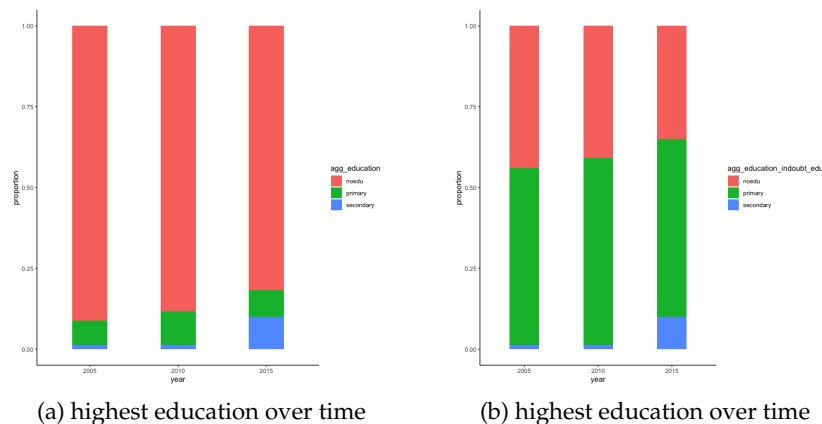 1.00
0.75
0.50
0.25
0.00
proportion
2005
2010
2015
year
agg_education
noedu
primary
secondary
(a) highest education over time
1.00
0.75
0.50
0.25
0.00
proportion
2005
2010
2015
year
agg_education_indoubt_edu
noedu
primary
secondary
(b) highest education over time